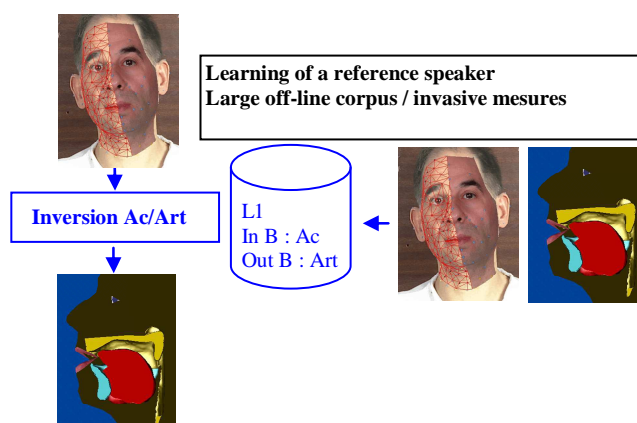 Learning of a reference speaker
Large off-line corpus / invasive mesures
Inversion Ac/Art
L1
In B : Ac
Out B : Art